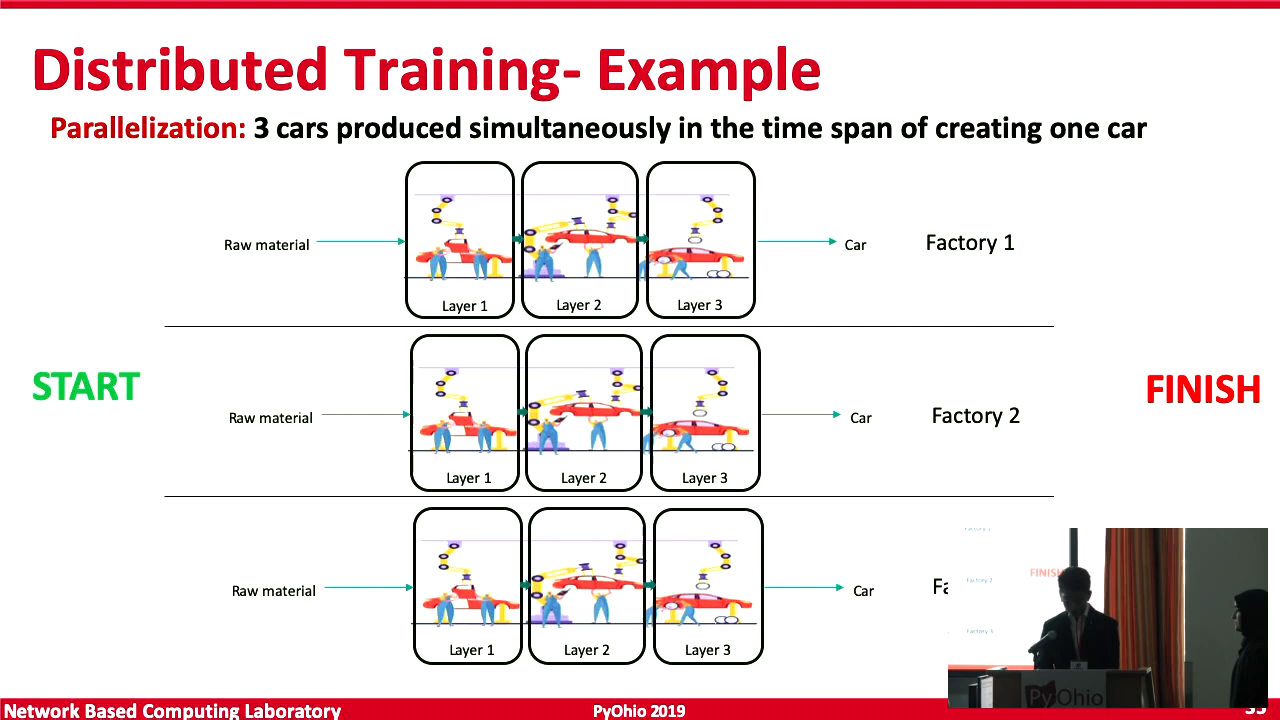 Distributed Training- Example
Parallelization: 3 cars produced simultaneously in the time span of creating one car
Raw material
Layer 1
Layer 2
Layer 3
Car
Factory 1
START
FINISH
Raw material
Layer 1
Layer 2
Layer 3
Car
Factory 2
Raw material
Layer 1
Layer 2
Layer 3
Car
Fa
FINISH
Factory 2
Factory 3
PyOhio
Network Based Computing Laboratory
PyOhio 2019